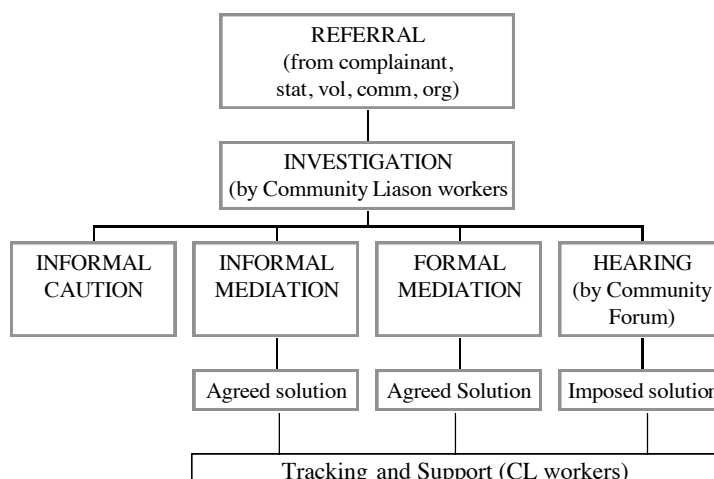 REFERRAL
(from complainant,
stat, vol, comm, org)
INVESTIGATION
(by Community Liason workers
INFORMAL
CAUTION
INFORMAL
MEDIATION
FORMAL
MEDIATION
HEARING
(by Community
Forum)
Agreed solution
Agreed Solution
Imposed solution
Tracking and Support (CL workers)